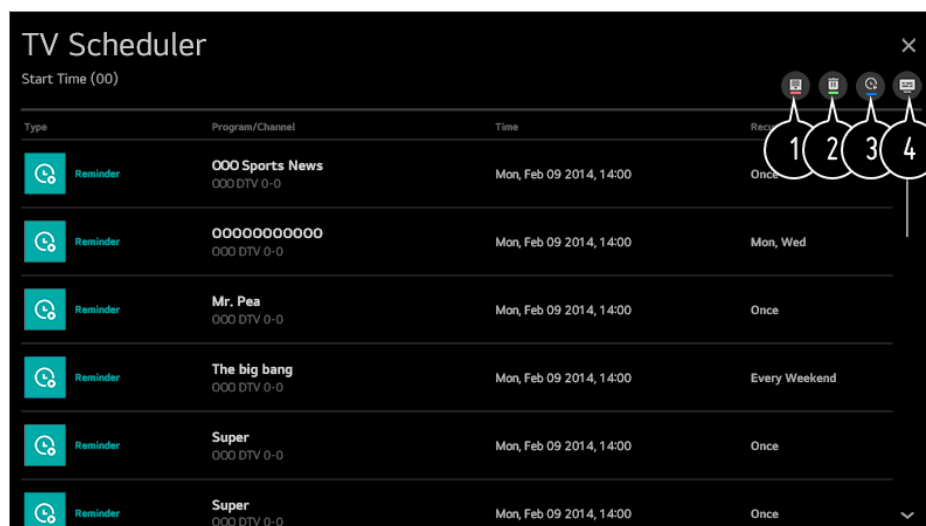 TV Scheduler
Start Time (00)
Type Program/Channel Time
1 2 3 4
Reminder OOO Sports News Mon, Feb 09 2014, 14:00 Once
OOO DTV 0-0
Reminder OOOOOOOOOOO Mon, Feb 09 2014, 14:00 Mon, Wed
OOO DTV 0-0
Reminder Mr. Pea Mon, Feb 09 2014, 14:00 Once
OOO DTV 0-0
Reminder The big bang Mon, Feb 09 2014, 14:00 Every Weekend
OOO DTV 0-0
Reminder Super Mon, Feb 09 2014, 14:00 Once
OOO DTV 0-0
Reminder Super Mon, Feb 09 2014, 14:00 Once
OOO DTV 0-0